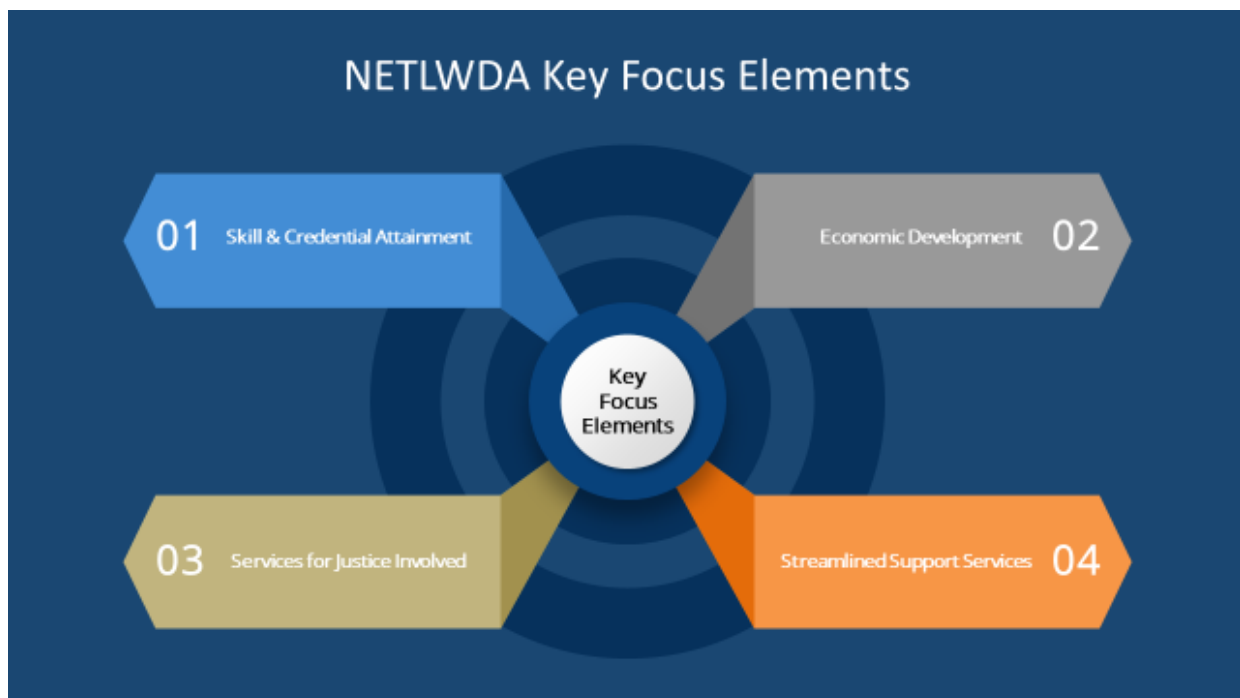 NETLWDA Key Focus Elements
01 Skill & Credential Attainment
Economic Development 02
Key
Focus
Elements
03 Services for Justice Involved
Streamlined Support Services 04